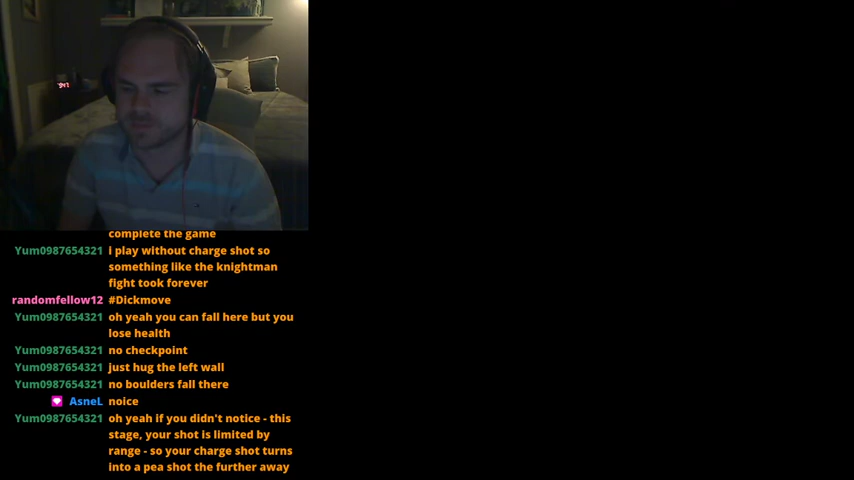 complete the game
Yum0987654321 i play without charge shot so
something like the knightman
fight took forever
randomfellow12 #Dickmove
Yum0987654321 oh yeah you can fall here but you
lose health
Yum0987654321 no checkpoint
Yum0987654321 just hug the left wall
Yum0987654321 no boulders fall there
AsneL noice
Yum0987654321 oh yeah if you didn't notice - this
stage, your shot is limited by
range - so your charge shot turns
into a pea shot the further away